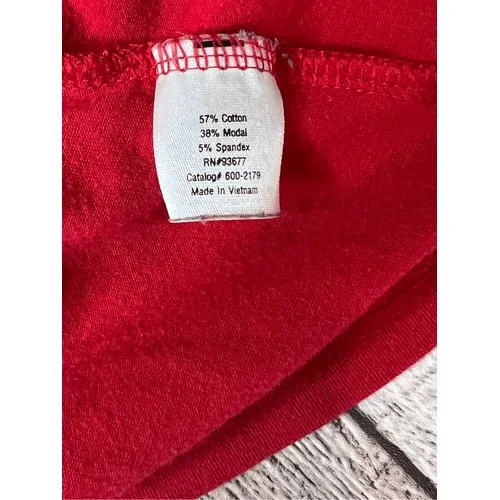 57% Cotton
38% Modal
5% Spandex
RN#93677
Catalog# 600-2179
Made In Vietnam